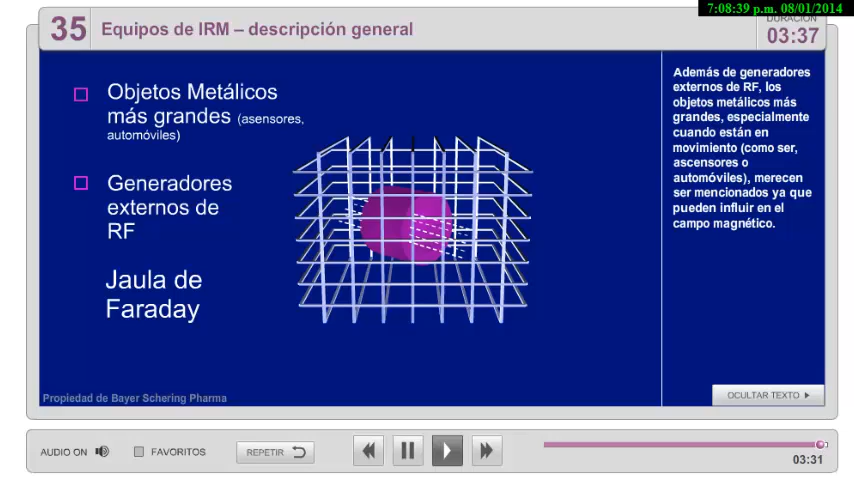 7:08:39 p.m. 08/01/2014
35
Equipos de IRM – descripción general
DURACION
03:37
Objetos Metálicos
más grandes (asensores,
automóviles)
Generadores
externos de
RF
Jaula de
Faraday
Además de generadores
externos de RF, los
objetos metálicos más
grandes, especialmente
cuando están en
movimiento (como ser,
ascensores o
automóviles), merecen
ser mencionados ya que
pueden influir en el
campo magnético.
Propiedad de Bayer Schering Pharma
OCULTAR TEXTO
AUDIO ON
FAVORITOS
REPETIR
03:31